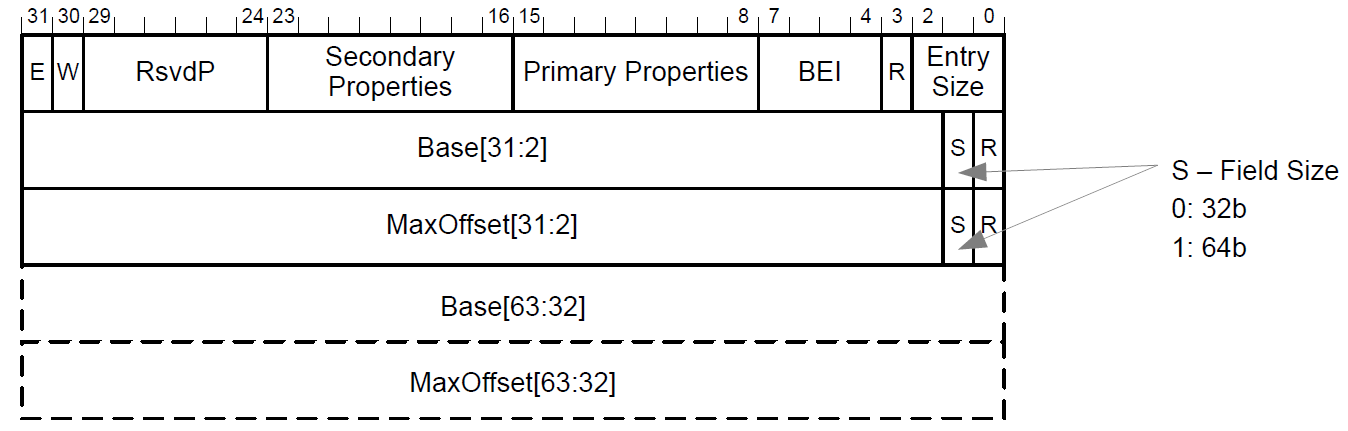 31 30 29 24 23 16 15 8 7 4 3 2 0
E W RsvdP Secondary Properties Primary Properties BEI R Entry Size
Base[31:2] S R
S – Field Size
0: 32b
1: 64b
MaxOffset[31:2] S R
Base[63:32]
MaxOffset[63:32]